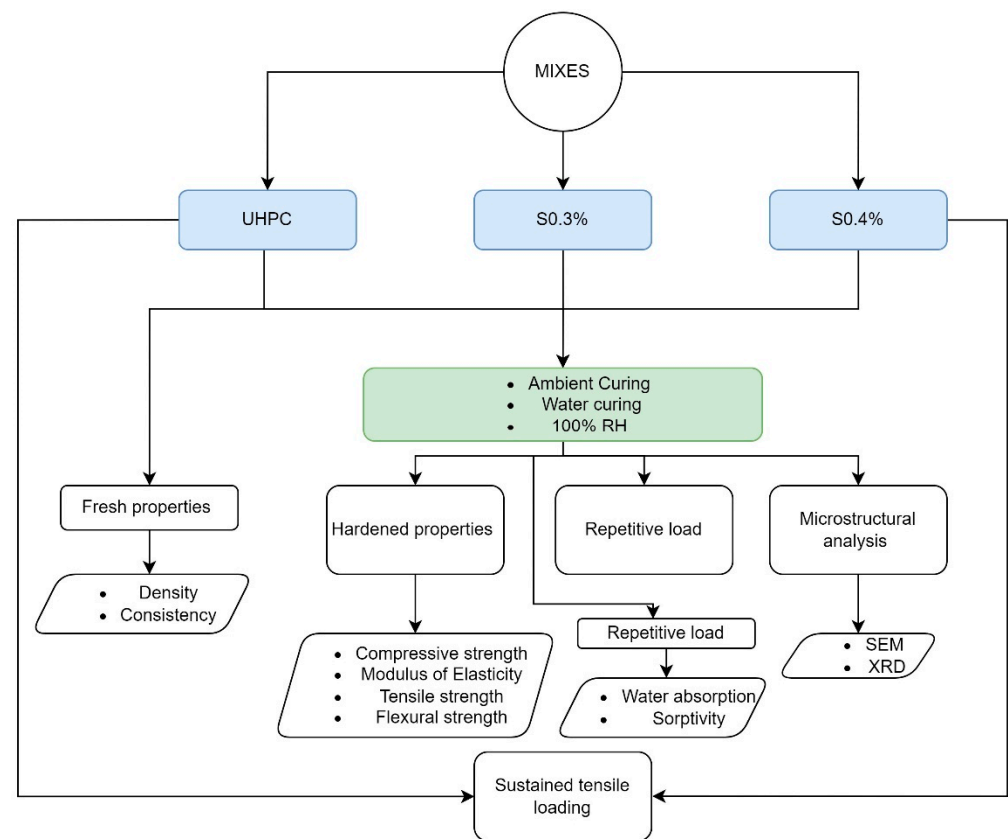 MIXES
UHPC
S0.3%
S0.4%
• Ambient Curing
• Water curing
• 100% RH
Fresh properties
Hardened properties
Repetitive load
Microstructural
analysis
• Density
• Consistency
Repetitive load
• Compressive strength
• Modulus of Elasticity
• Tensile strength
• Flexural strength
• Water absorption
• Sorptivity
• SEM
• XRD
Sustained tensile
loading